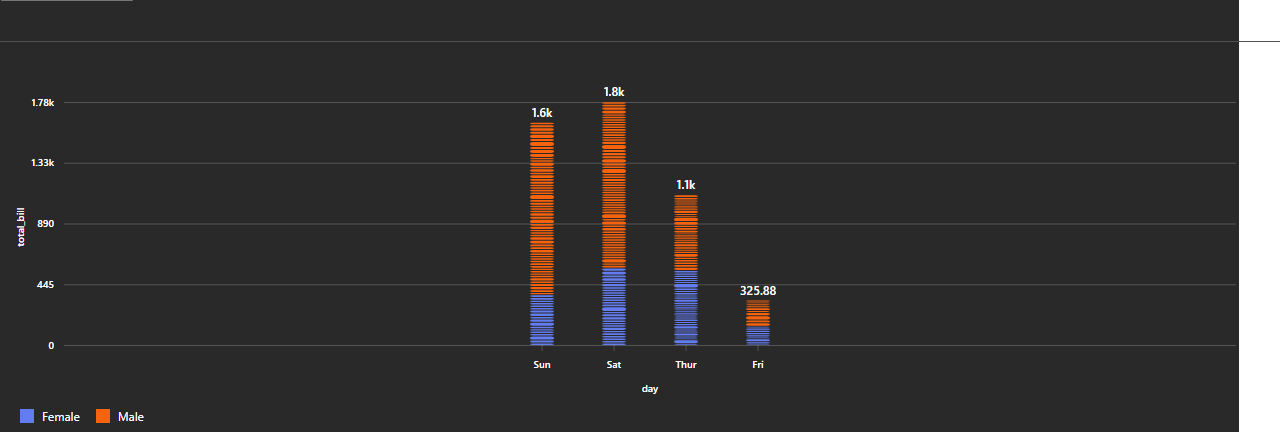 1.8k
1.78k
1.6k
1.33k
1.1k
890
total_bill
445
325.88
0
Sun Sat Thur Fri
day
Female Male